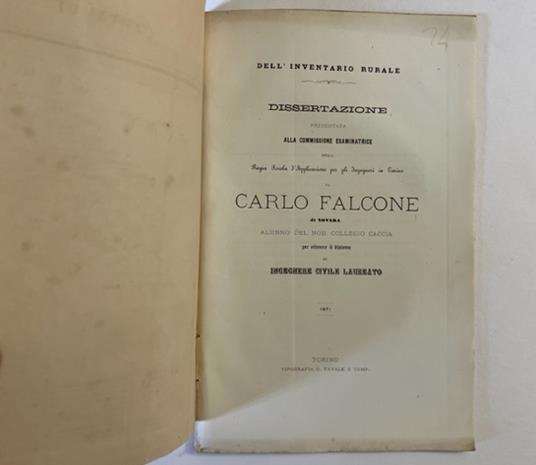 24
DELL' INVENTARIO RURALE
DISSERTAZIONE
PRESENTATA
ALLA COMMISSIONE ESAMINATRICE
DELLA
Regia Scuola d'Applicazione per gli Ingegneri in Torino
DA
CARLO FALCONE
di NOVARA
ALUNNO DEL NOB. COLLEGIO CACCIA
per ottenere il Diploma
DI
INGEGNERE CIVILE LAUREATO
1871
TORINO
TIPOGRAFIA C. FAVALE E COMP.